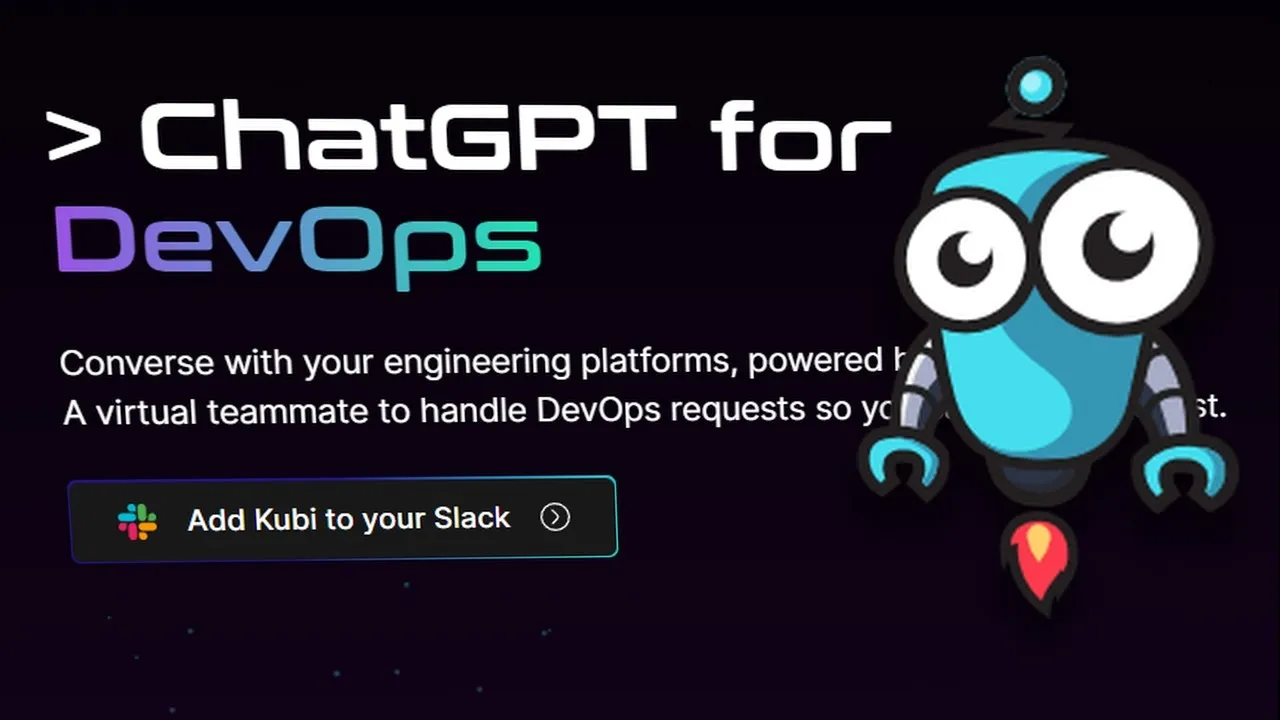 > ChatGPT for
DevOps
Converse with your engineering platforms, powered
A virtual teammate to handle DevOps requests so
Add Kubi to your Slack